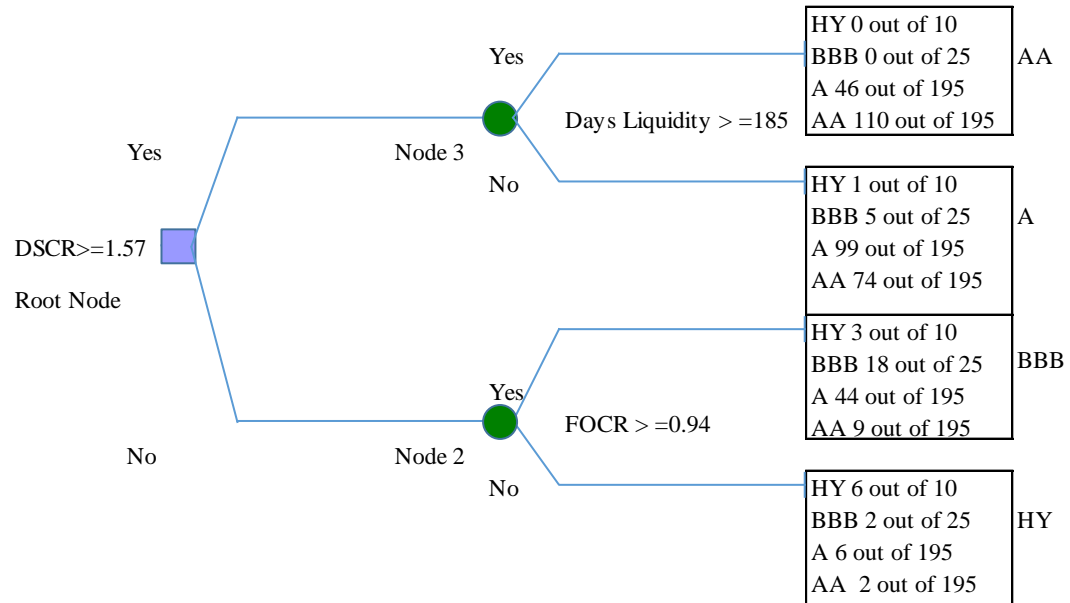 HY 0 out of 10
BBB 0 out of 25
A 46 out of 195
AA 110 out of 195
AA
Yes
Days Liquidity > =185
Node 3
No
Yes
HY 1 out of 10
BBB 5 out of 25
A 99 out of 195
AA 74 out of 195
A
DSCR>=1.57
Root Node
HY 3 out of 10
BBB 18 out of 25
A 44 out of 195
AA 9 out of 195
BBB
Yes
FOCR > =0.94
No
Node 2
No
HY 6 out of 10
BBB 2 out of 25
A 6 out of 195
AA 2 out of 195
HY